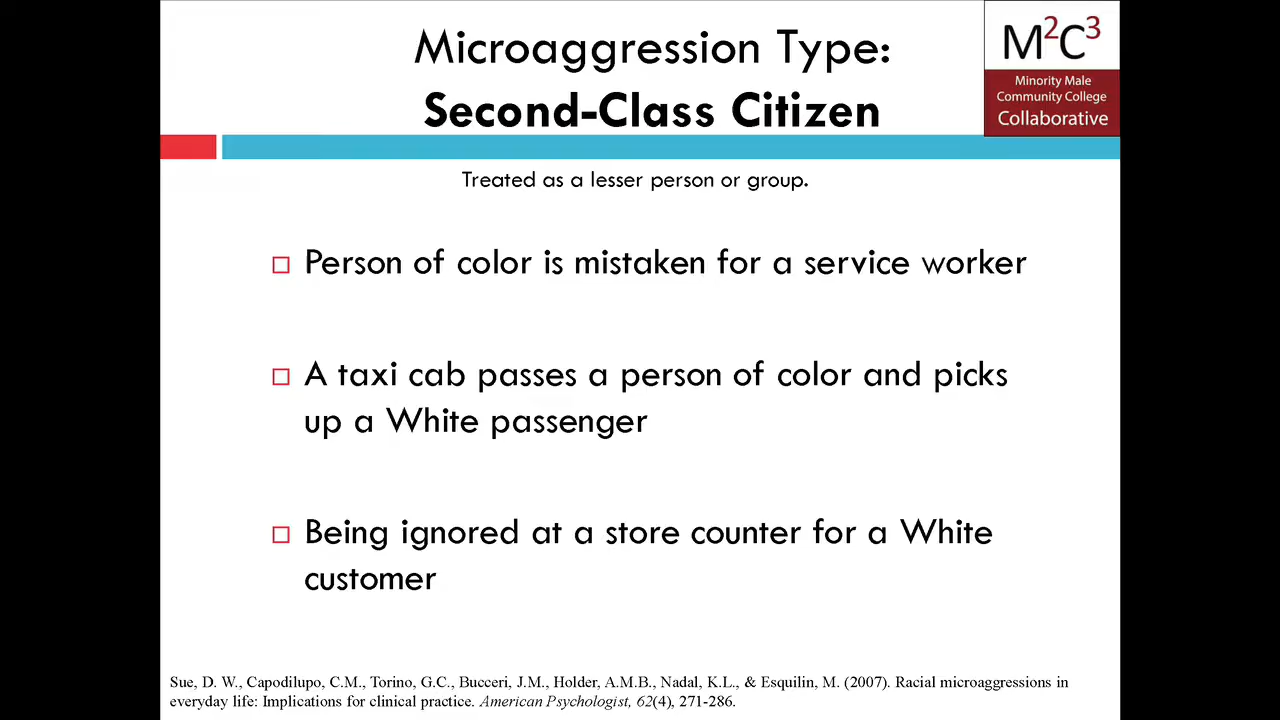 Microaggression Type:
Second-Class Citizen
M2C3
Minority Male
Community College
Collaborative
Treated as a lesser person or group.
Person of color is mistaken for a service worker
A taxi cab passes a person of color and picks
up a White passenger
Being ignored at a store counter for a White
customer
Sue, D. W., Capodilupo, C.M., Torino, G.C., Bucceri, J.M., Holder, A.M.B., Nadal, K.L., & Esquilin, M. (2007). Racial microaggressions in
everyday life: Implications for clinical practice. American Psychologist, 62(4), 271-286.